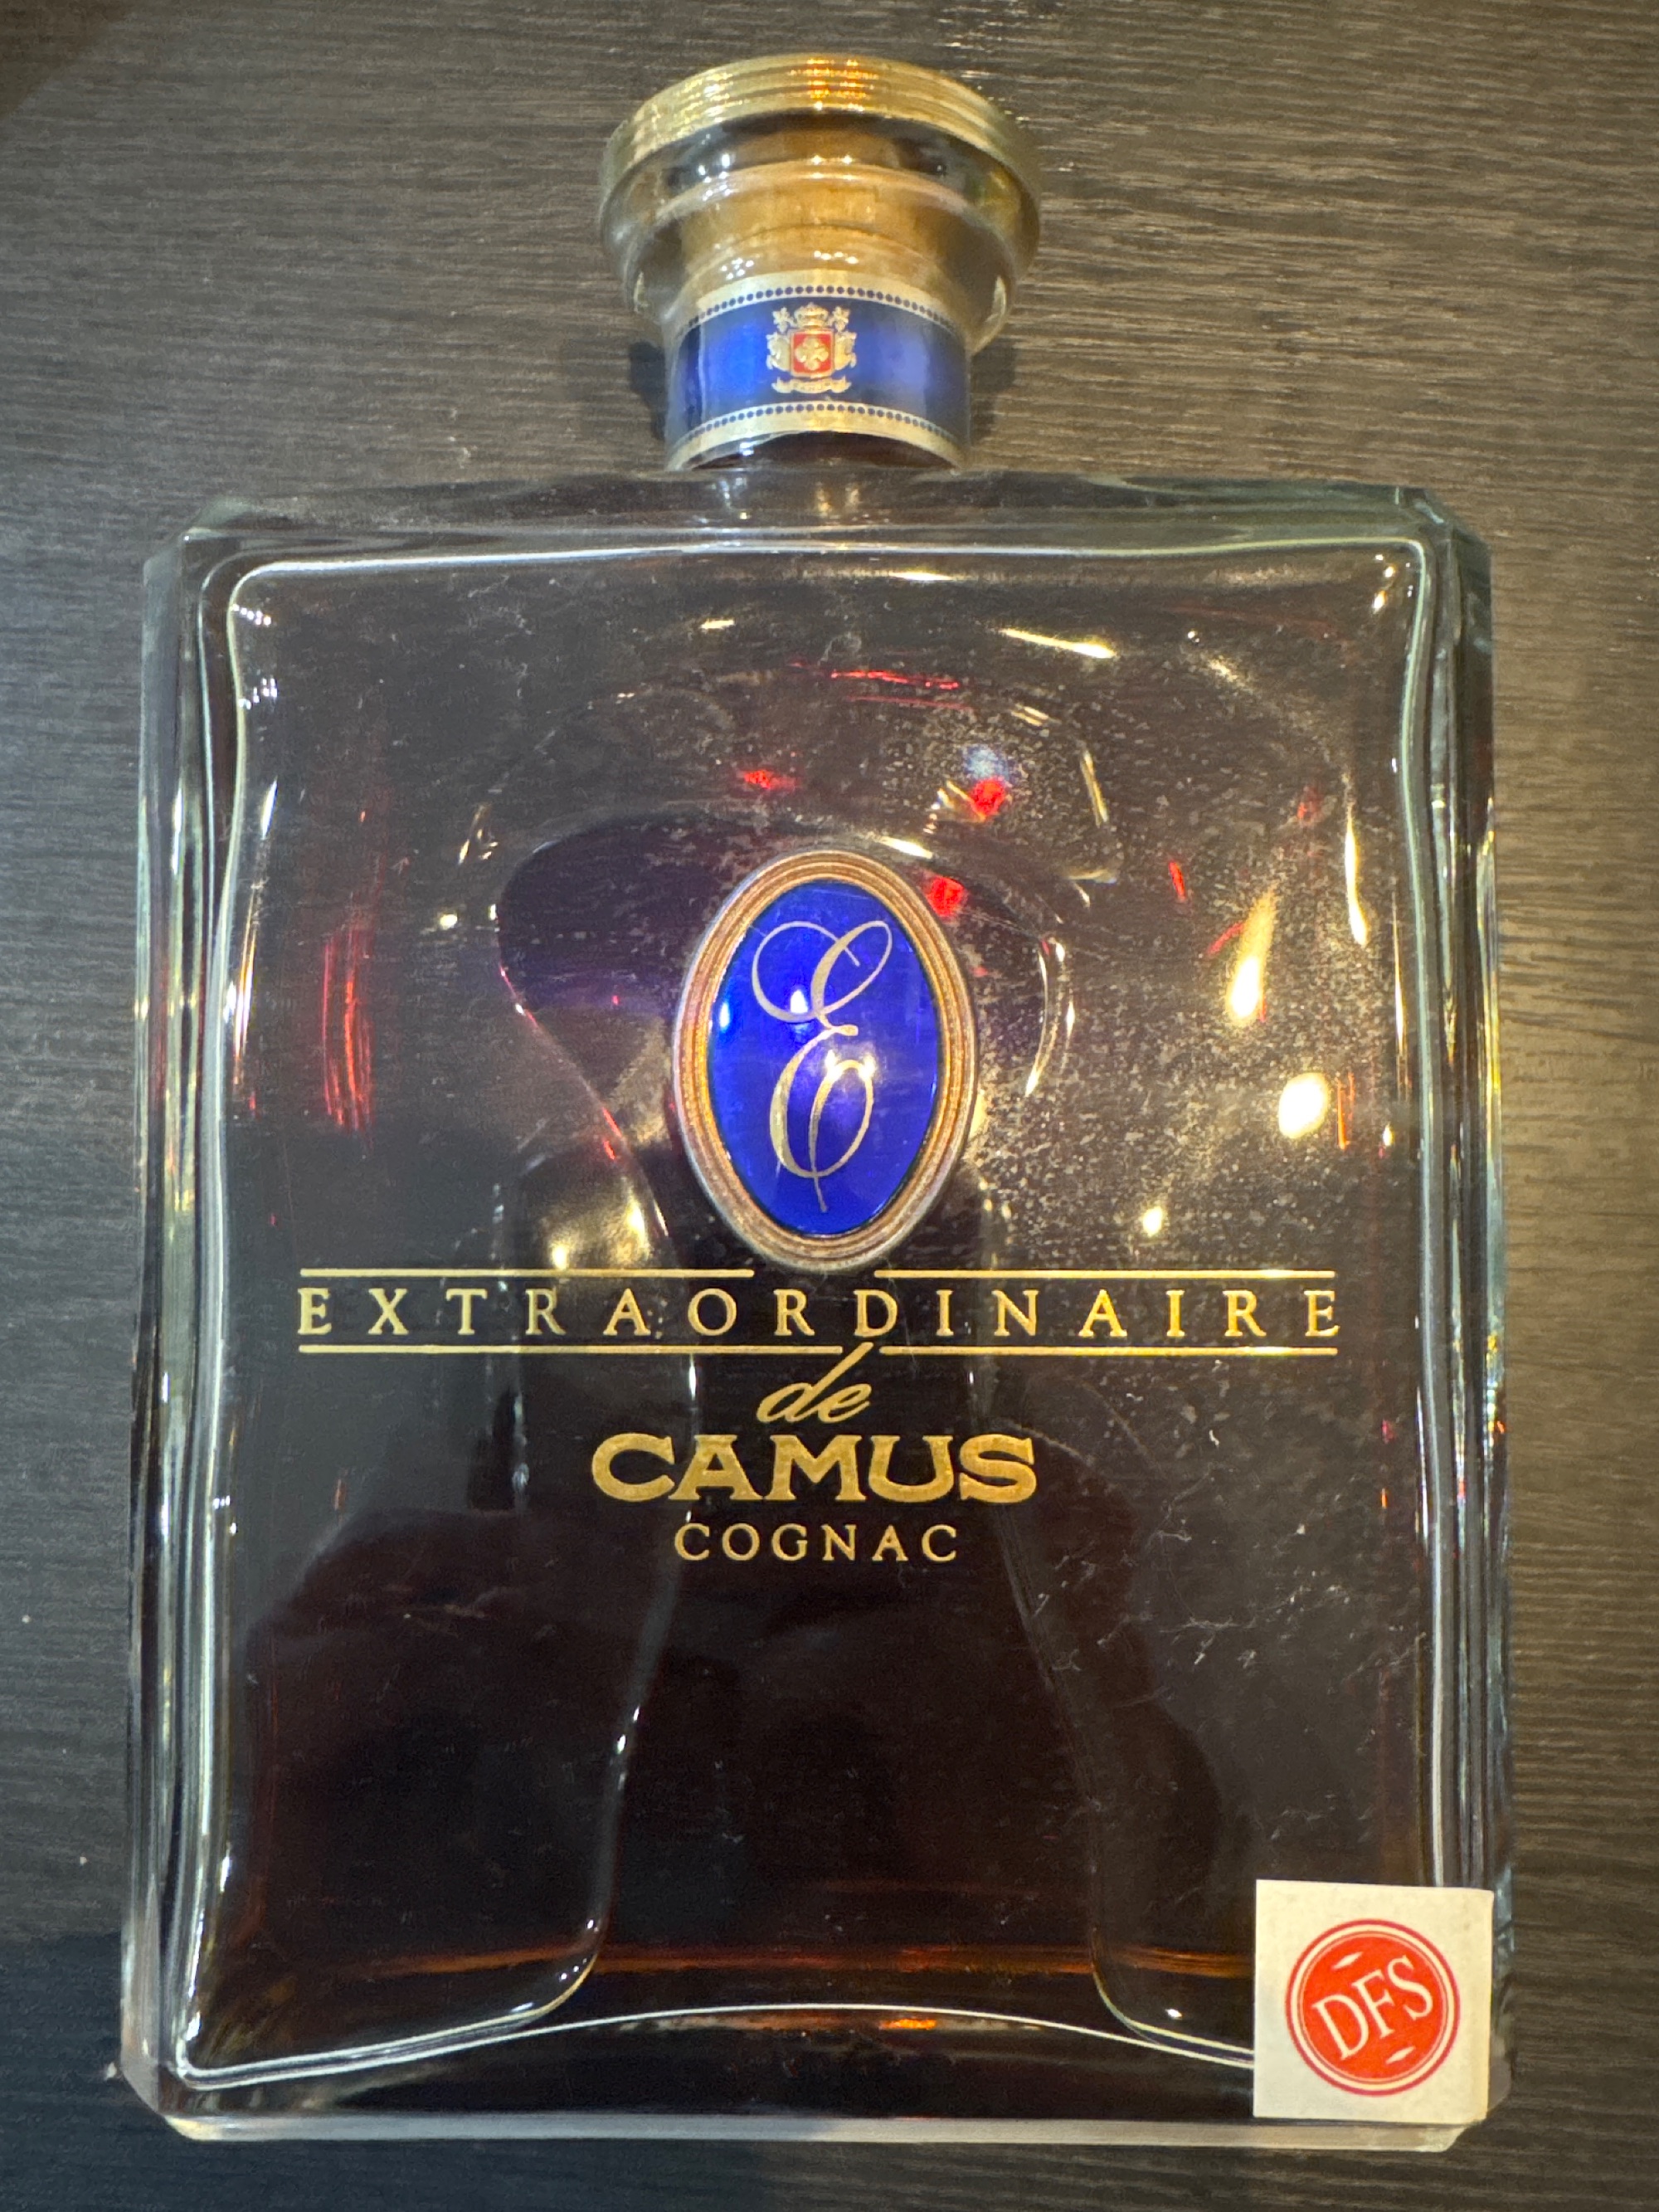 E
EXTRAORDINAIRE
de
CAMUS
COGNAC
DFS